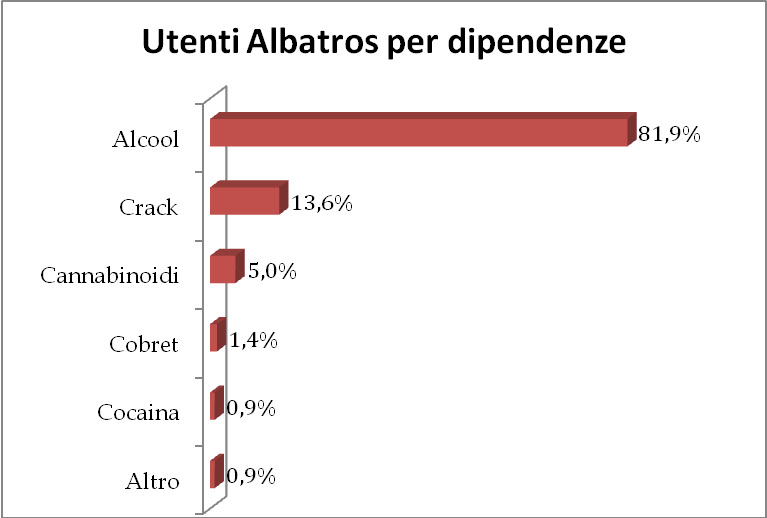 Utenti Albatros per dipendenze
Alcool 81,9%
Crack 13,6%
Cannabinoidi 5,0%
Cobret 1,4%
Cocaina 0,9%
Altro 0,9%